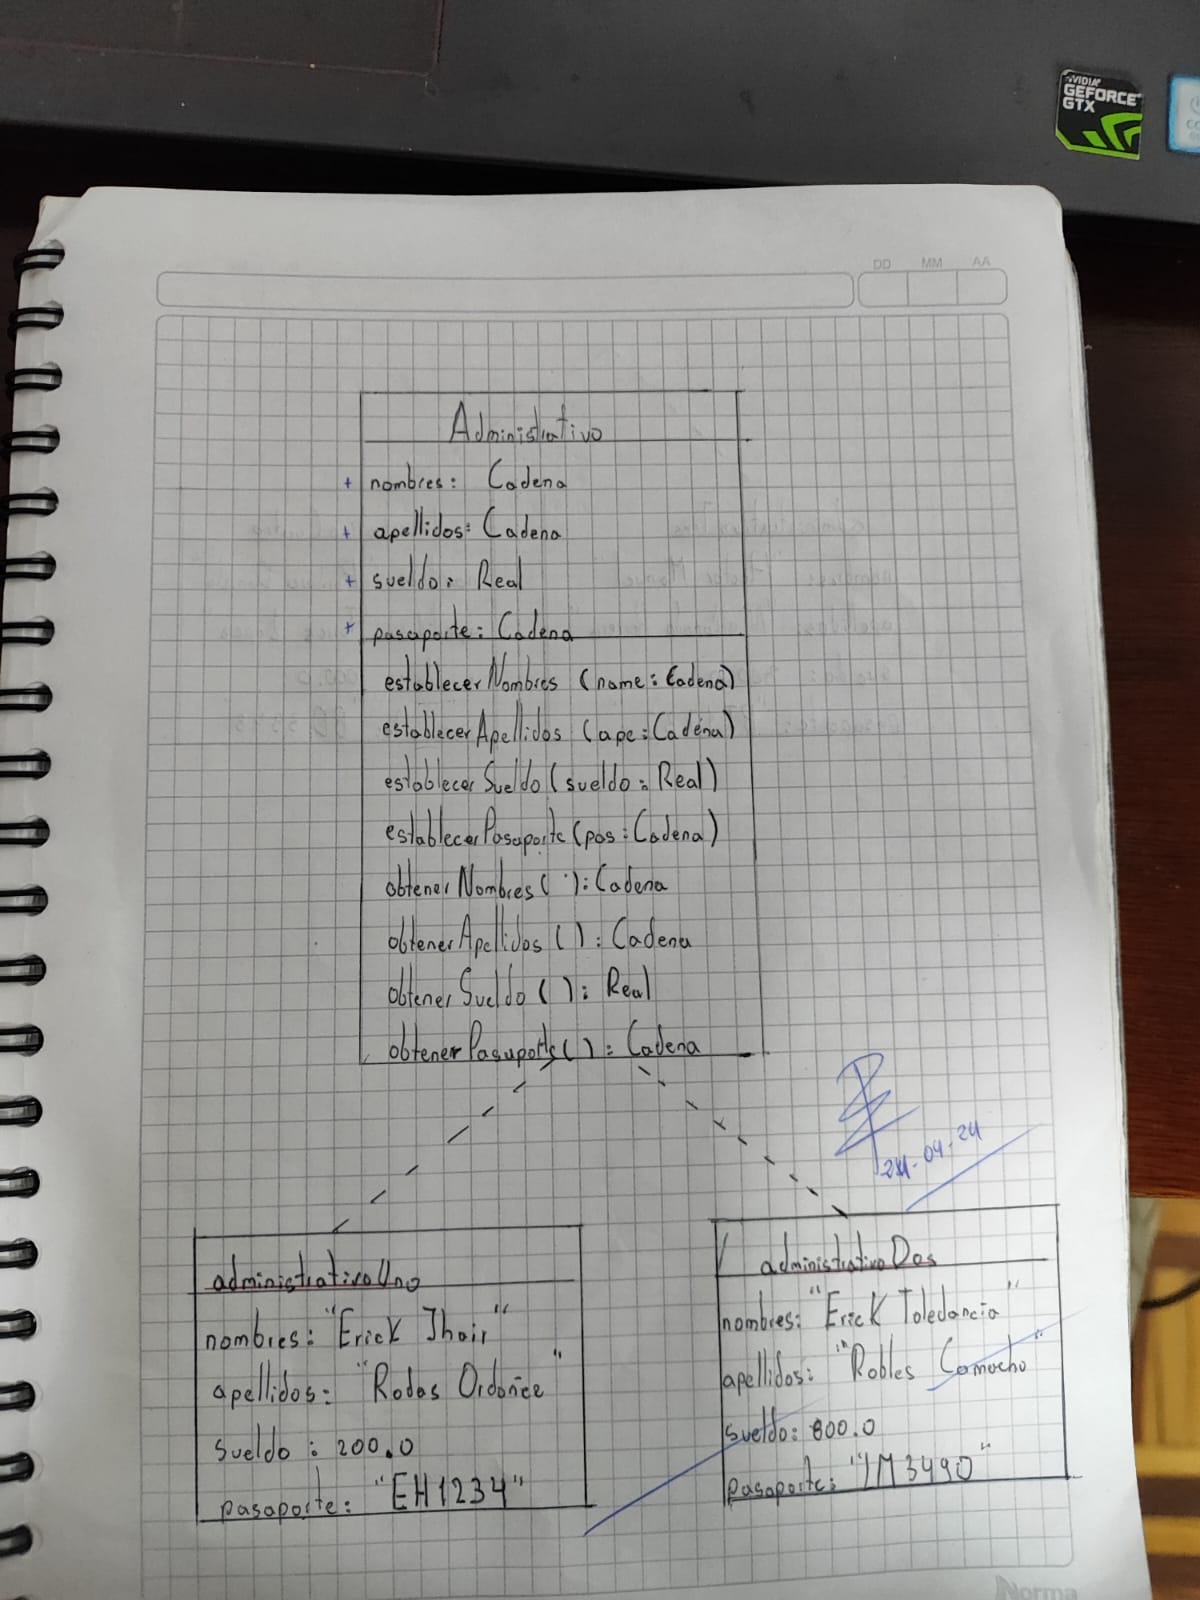 NVIDIA
GEFORCE
GTX
DD MM AA
Administrativo
+ nombres: Cadena
+ apellidos: Cadena
+ sueldo: Real
+ pasaporte: Cadena
establecerNombres (name: Cadena)
establecerApellidos (ape: Cadena)
establecerSueldo (sueldo: Real)
establecerPasaporte (pas: Cadena)
obtenerNombres( ): Cadena
obtenerApellidos ( ): Cadena
obtenerSueldo ( ): Real
obtenerPasaporte ( ): Cadena
24-04-24
administrativoUno
nombres: "Erick Jhair"
apellidos: "Rodas Ordoñe"
sueldo: 200.0
pasaporte: "EH1234"
administrativoDos
nombres: "Erick Toledancio"
apellidos: "Robles Camacho"
sueldo: 800.0
pasaporte: "IM3490"
Norma